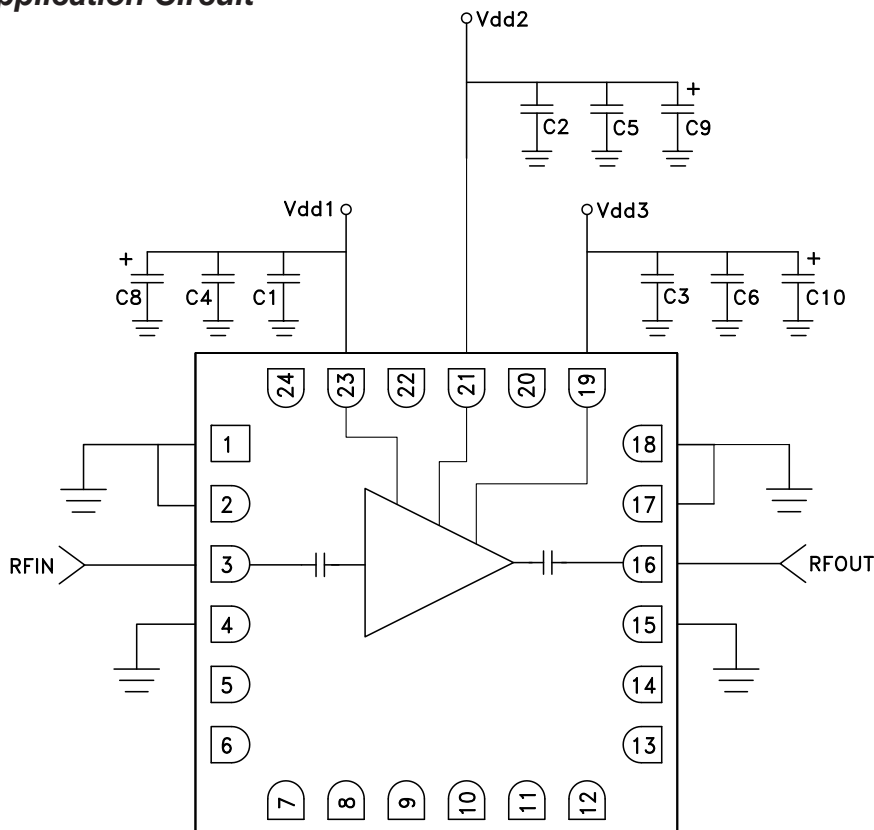 pplication Circuit
Vdd2
C2 C5 C9
+
Vdd1
Vdd3
+
C8 C4 C1
+
C3 C6 C10
24 23 22 21 20 19
1
18
2
17
RFIN
3
16
RFOUT
4
15
5
14
6
13
7 8 9 10 11 12